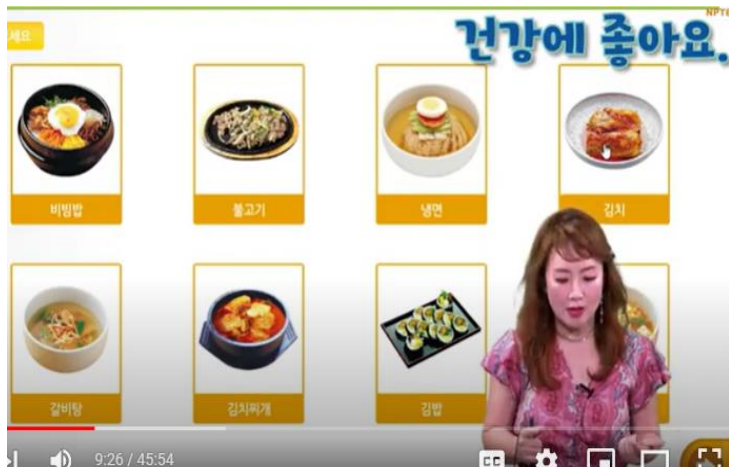 NPTE
세요
건강에 좋아요.
비빔밥
불고기
냉면
김치
갈비탕
김치찌개
김밥
9:26 / 45:54
CC